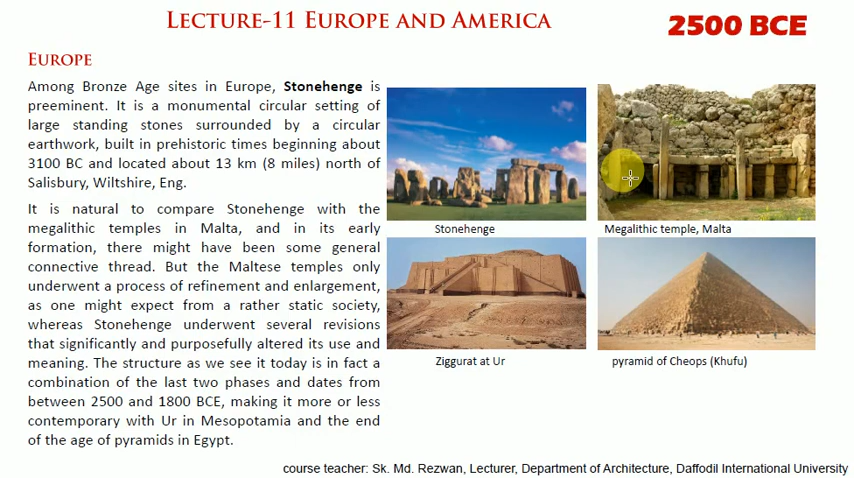 LECTURE-11 EUROPE AND AMERICA
2500 BCE
EUROPE
Among Bronze Age sites in Europe, Stonehenge is
preeminent. It is a monumental circular setting of
large standing stones surrounded by a circular
earthwork, built in prehistoric times beginning about
3100 BC and located about 13 km (8 miles) north of
Salisbury, Wiltshire, Eng.
It is natural to compare Stonehenge with the
megalithic temples in Malta, and in its early
formation, there might have been some general
connective thread. But the Maltese temples only
underwent a process of refinement and enlargement,
as one might expect from a rather static society,
whereas Stonehenge underwent several revisions
that significantly and purposefully altered its use and
meaning. The structure as we see it today is in fact a
combination of the last two phases and dates from
between 2500 and 1800 BCE, making it more or less
contemporary with Ur in Mesopotamia and the end
of the age of pyramids in Egypt.
Stonehenge
Megalithic temple, Malta
Ziggurat at Ur
pyramid of Cheops (Khufu)
course teacher: Sk. Md. Rezwan, Lecturer, Department of Architecture, Daffodil International University